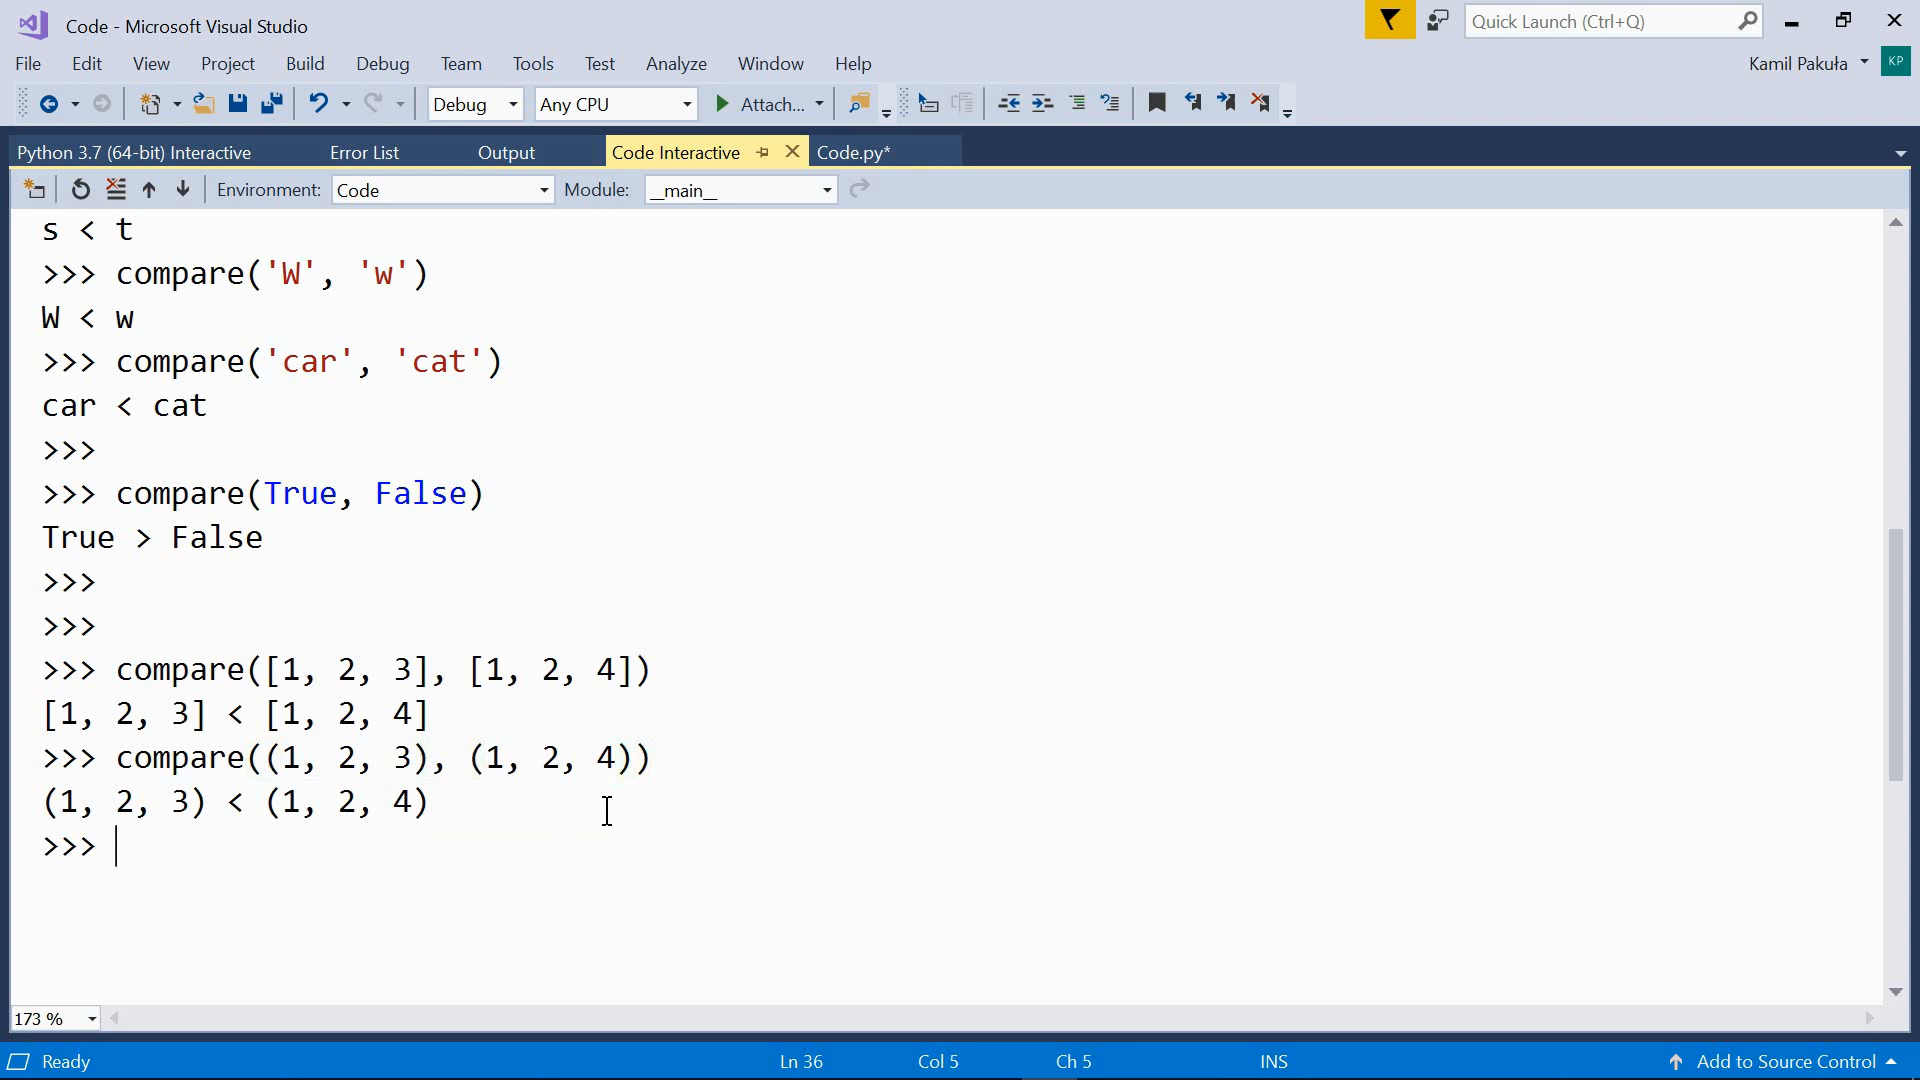 Code - Microsoft Visual Studio
Quick Launch (Ctrl+Q)
File Edit View Project Build Debug Team Tools Test Analyze Window Help
Kamil Pakuła KP
Debug Any CPU Attach...
Python 3.7 (64-bit) Interactive Error List Output Code Interactive Code.py*
Environment: Code Module: __main__
s < t
>>> compare('W', 'w')
W < w
>>> compare('car', 'cat')
car < cat
>>>
>>> compare(True, False)
True > False
>>>
>>>
>>> compare([1, 2, 3], [1, 2, 4])
[1, 2, 3] < [1, 2, 4]
>>> compare((1, 2, 3), (1, 2, 4))
(1, 2, 3) < (1, 2, 4)
>>>
173 %
Ready Ln 36 Col 5 Ch 5 INS Add to Source Control